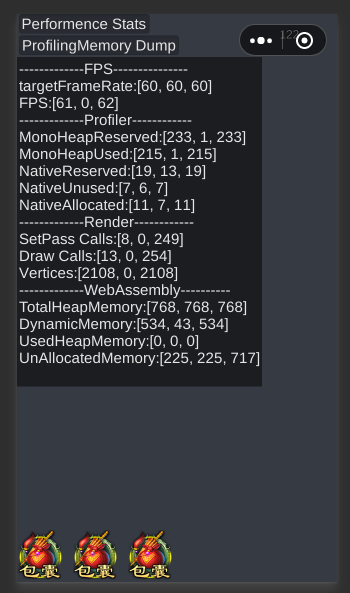 Performence Stats
ProfilingMemory Dump
122
-------------FPS---------------
targetFrameRate:[60, 60, 60]
FPS:[61, 0, 62]
-------------Profiler------------
MonoHeapReserved:[233, 1, 233]
MonoHeapUsed:[215, 1, 215]
NativeReserved:[19, 13, 19]
NativeUnused:[7, 6, 7]
NativeAllocated:[11, 7, 11]
-------------Render------------
SetPass Calls:[8, 0, 249]
Draw Calls:[13, 0, 254]
Vertices:[2108, 0, 2108]
-------------WebAssembly----------
TotalHeapMemory:[768, 768, 768]
DynamicMemory:[534, 43, 534]
UsedHeapMemory:[0, 0, 0]
UnAllocatedMemory:[225, 225, 717]
包囊 包囊 包囊